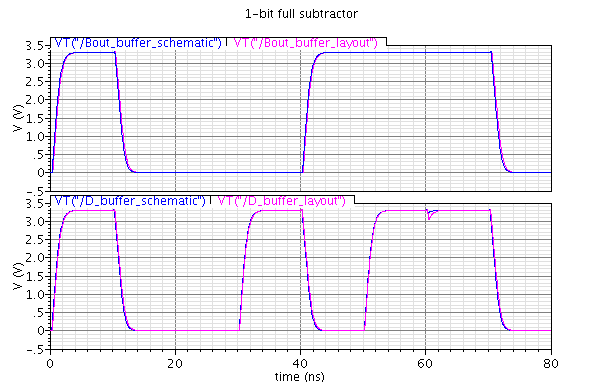 1-bit full subtractor
VT("/Bout_buffer_schematic") VT("/Bout_buffer_layout")
3.5
3.0
2.5
2.0
1.5
1.0
.5
0
-.5
V (V)
VT("/D_buffer_schematic") VT("/D_buffer_layout")
3.5
3.0
2.5
2.0
1.5
1.0
.5
0
-.5
V (V)
0 20 40 60 80
time (ns)